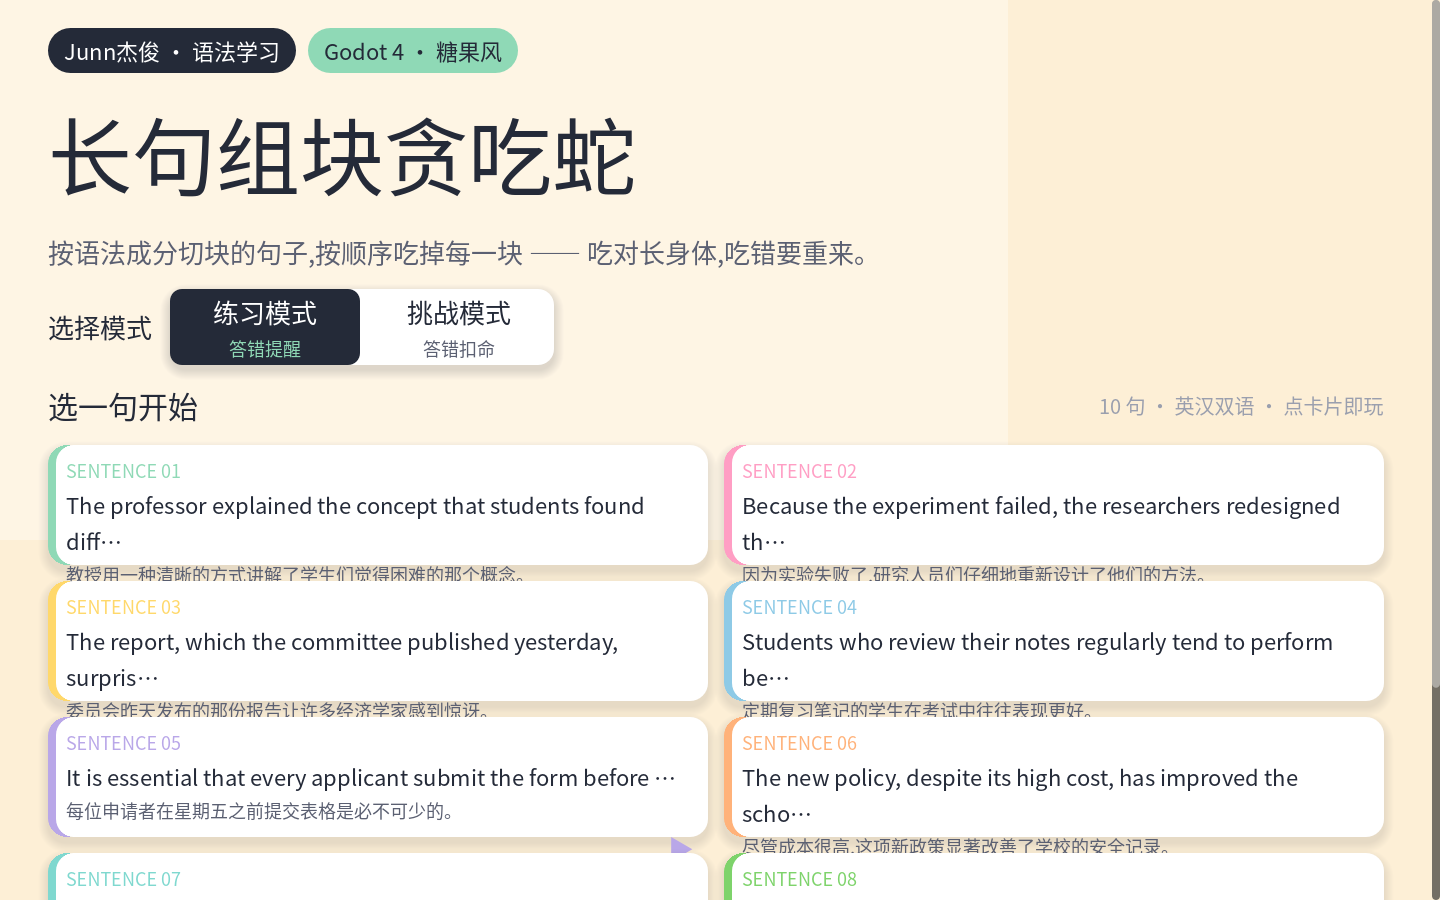 Junn杰俊 · 语法学习
Godot 4 · 糖果风
长句组块贪吃蛇
按语法成分切块的句子,按顺序吃掉每一块 —— 吃对长身体,吃错要重来。
选择模式
练习模式
答错提醒
挑战模式
答错扣命
选一句开始
10 句 · 英汉双语 · 点卡片即玩
SENTENCE 01
The professor explained the concept that students found
diff…
教授用一种清晰的方式讲解了学生们觉得困难的那个概念。
SENTENCE 02
Because the experiment failed, the researchers redesigned
th…
因为实验失败了,研究人员们仔细地重新设计了他们的方法。
SENTENCE 03
The report, which the committee published yesterday,
surpris…
委员会昨天发布的那份报告让许多经济学家感到惊讶。
SENTENCE 04
Students who review their notes regularly tend to perform
be…
定期复习笔记的学生在考试中往往表现更好。
SENTENCE 05
It is essential that every applicant submit the form before …
每位申请者在星期五之前提交表格是必不可少的。
SENTENCE 06
The new policy, despite its high cost, has improved the
scho…
尽管成本很高,这项新政策显著改善了学校的安全记录。
SENTENCE 07
SENTENCE 08